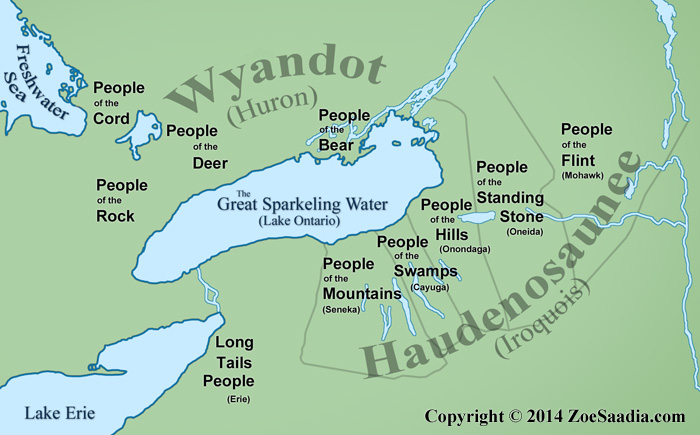 Freshwater
Sea
People
of the
Cord
Wyandot
(Huron)
People
of the
Deer
People
of the
Bear
People
of the
Rock
The
Great Sparkeling Water
(Lake Ontario)
People
of the
Flint
(Mohawk)
People
of the
Standing
Stone
(Oneida)
People
of the
Hills
(Onondaga)
People
of the
Swamps
(Cayuga)
People
of the
Mountains
(Seneka)
Haudenosaunee
(Iroquois)
Long
Tails
People
(Erie)
Lake Erie
Copyright © 2014 ZoeSaadia.com